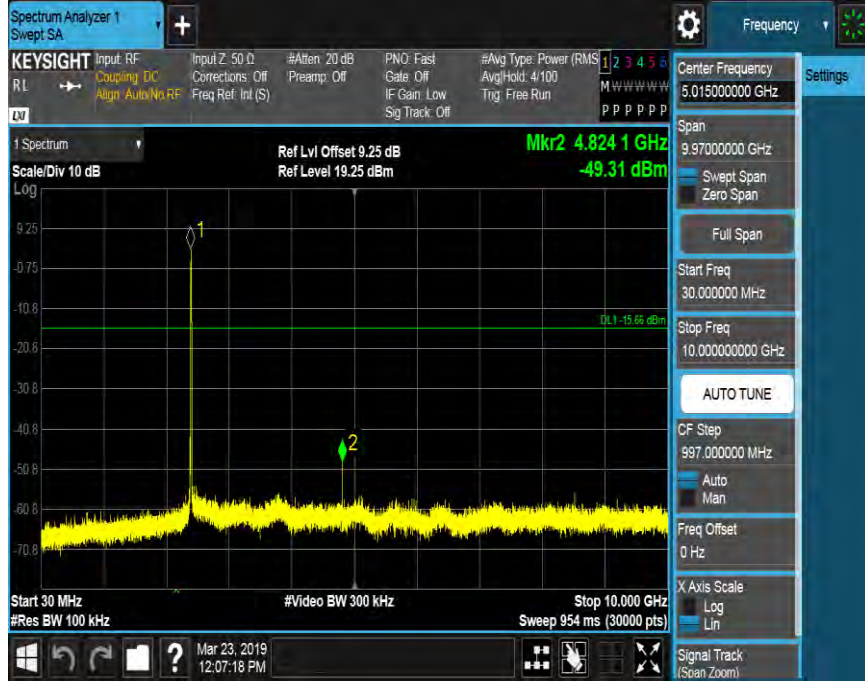 Spectrum Analyzer 1
Swept SA
+
Frequency
KEYSIGHT
RL
LXI
Input: RF
Coupling: DC
Align: Auto/No RF
Input Z: 50 Ω
Corrections: Off
Freq Ref: Int (S)
#Atten: 20 dB
Preamp: Off
PNO: Fast
Gate: Off
IF Gain: Low
Sig Track: Off
#Avg Type: Power (RMS
Avg|Hold: 4/100
Trig: Free Run
1 2 3 4 5 6
M W W W W W
P P P P P P
1 Spectrum
Scale/Div 10 dB
Log
Ref Lvl Offset 9.25 dB
Ref Level 19.25 dBm
Mkr2 4.824 1 GHz
-49.31 dBm
9.25
-0.75
-10.8
-20.8
-30.8
-40.8
-50.8
-60.8
-70.8
1
2
DL1 -15.66 dBm
Start 30 MHz
#Res BW 100 kHz
#Video BW 300 kHz
Stop 10.000 GHz
Sweep 954 ms (30000 pts)
?
Mar 23, 2019
12:07:18 PM
Center Frequency
5.015000000 GHz
Settings
Span
9.97000000 GHz
Swept Span
Zero Span
Full Span
Start Freq
30.000000 MHz
Stop Freq
10.000000000 GHz
AUTO TUNE
CF Step
997.000000 MHz
Auto
Man
Freq Offset
0 Hz
X Axis Scale
Log
Lin
Signal Track
(Span Zoom)